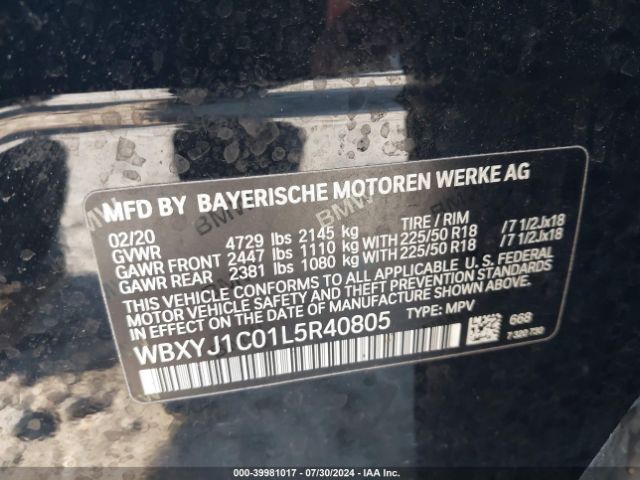 MFD BY BAYERISCHE MOTOREN WERKE AG
02/20 TIRE / RIM
GVWR 4729 lbs 2145 kg
GAWR FRONT 2447 lbs 1110 kg WITH 225/50 R18 /7 1/2Jx18
GAWR REAR 2381 lbs 1080 kg WITH 225/50 R18 /7 1/2Jx18
THIS VEHICLE CONFORMS TO ALL APPLICABLE U. S. FEDERAL
MOTOR VEHICLE SAFETY AND THEFT PREVENTION STANDARDS
IN EFFECT ON THE DATE OF MANUFACTURE SHOWN ABOVE.
WBXYJ1C01L5R40805 TYPE: MPV
668
7 320 730
000-39981017 - 07/30/2024 - IAA Inc.